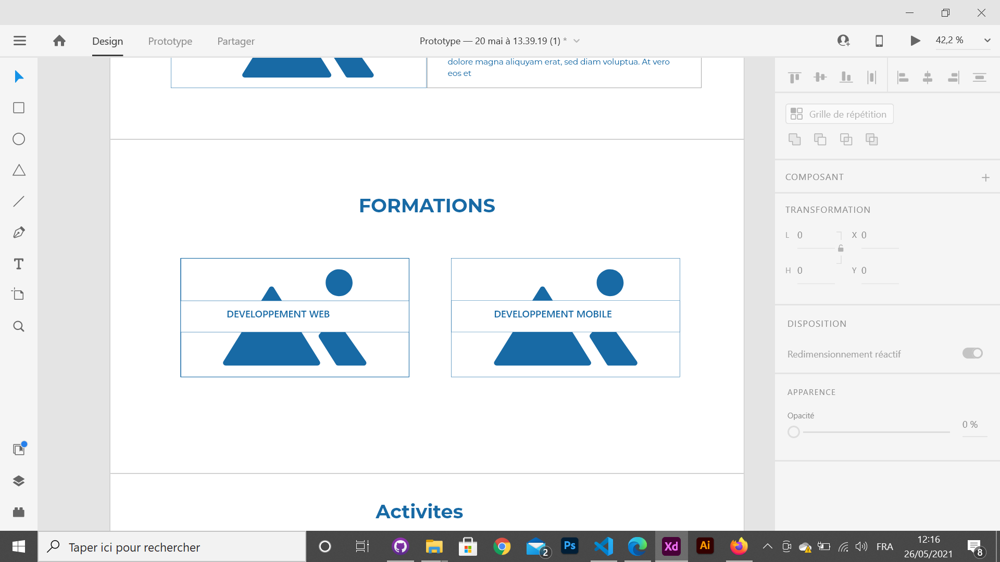 Design
Prototype
Partager
Prototype — 20 mai à 13.39.19 (1) *
42,2 %
dolore magna aliquyam erat, sed diam voluptua. At vero
eos et
Grille de répétition
COMPOSANT
TRANSFORMATION
L 0
X 0
H 0
Y 0
DISPOSITION
Redimensionnement réactif
APPARENCE
Opacité
0 %
FORMATIONS
DEVELOPPEMENT WEB
DEVELOPPEMENT MOBILE
Activites
Taper ici pour rechercher
2
Ps
Xd
Ai
FRA
12:16
26/05/2021
8